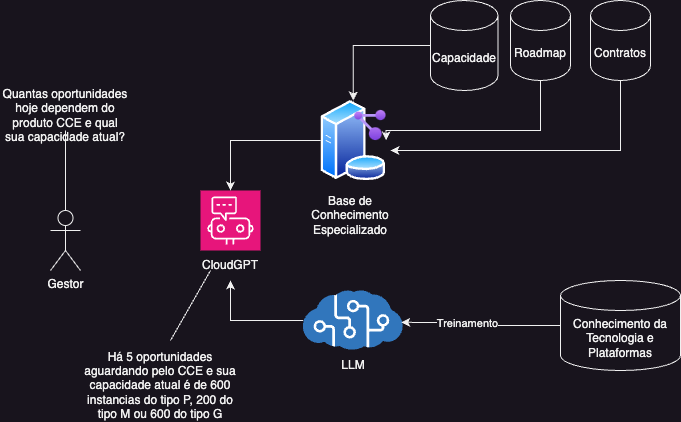 Capacidade
Roadmap
Contratos
Quantas oportunidades
hoje dependem do
produto CCE e qual
sua capacidade atual?
Base de
Conhecimento
Especializado
CloudGPT
Gestor
Treinamento
Conhecimento da
Tecnologia e
Plataformas
LLM
Há 5 oportunidades
aguardando pelo CCE e sua
capacidade atual é de 600
instancias do tipo P, 200 do
tipo M ou 600 do tipo G